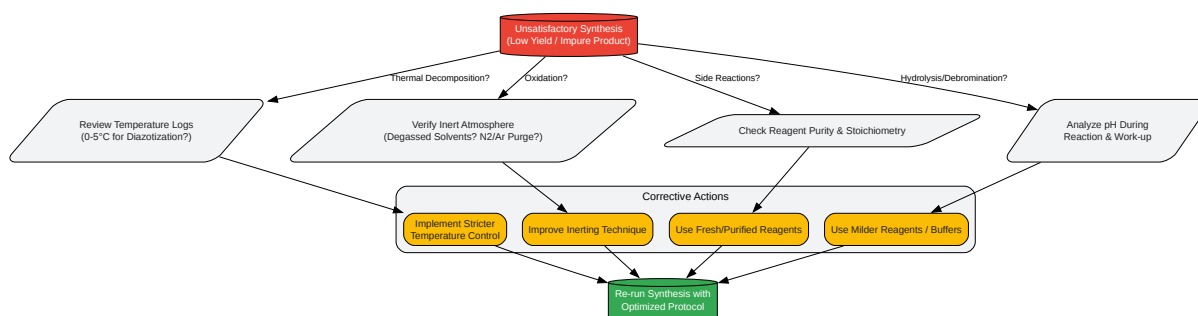 Unsatisfactory Synthesis
(Low Yield / Impure Product)
Thermal Decomposition?
Oxidation?
Side Reactions?
Hydrolysis/Debromination?
Review Temperature Logs
(0-5°C for Diazotization?)
Verify Inert Atmosphere
(Degassed Solvents? N2/Ar Purge?)
Check Reagent Purity & Stoichiometry
Analyze pH During
Reaction & Work-up
Corrective Actions
Implement Stricter
Temperature Control
Improve Inerting Technique
Use Fresh/Purified Reagents
Use Milder Reagents / Buffers
Re-run Synthesis with
Optimized Protocol